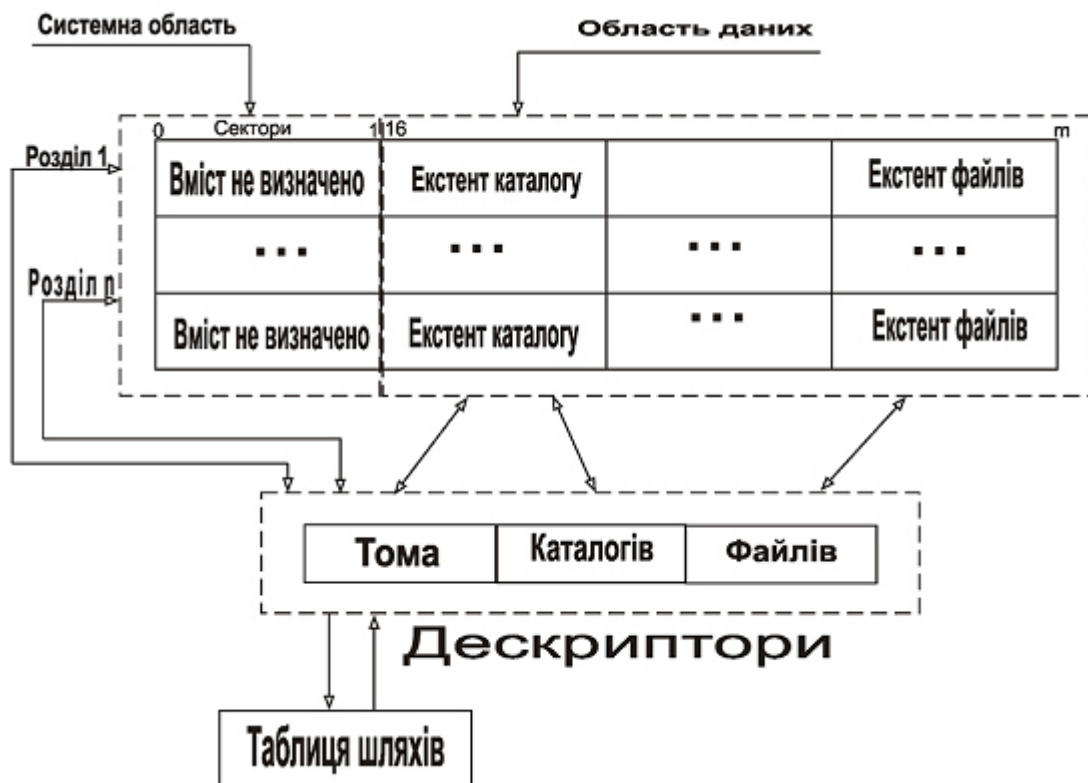 Системна область
Область даних
0 Сектори 1 16 m
Розділ 1
Вміст не визначено Екстент каталогу Екстент файлів
... ... ... ...
Розділ n
Вміст не визначено Екстент каталогу ... Екстент файлів
Тома Каталогів Файлів
Дескриптори
Таблиця шляхів